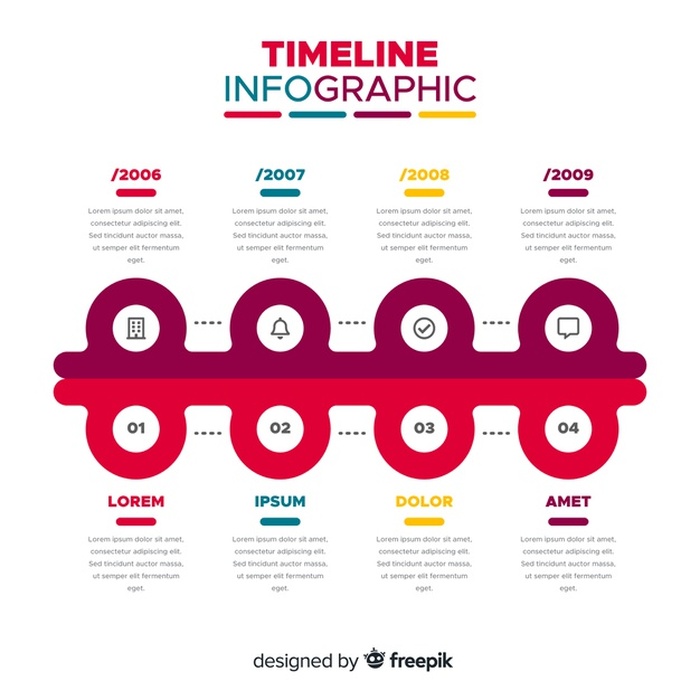 TIMELINE
INFOGRAPHIC
/2006
Lorem ipsum dolor sit amet,
consectetur adipiscing elit.
Sed tincidunt auctor massa,
ut semper elit fermentum
eget.
/2007
Lorem ipsum dolor sit amet,
consectetur adipiscing elit.
Sed tincidunt auctor massa,
ut semper elit fermentum
eget.
/2008
Lorem ipsum dolor sit amet,
consectetur adipiscing elit.
Sed tincidunt auctor massa,
ut semper elit fermentum
eget.
/2009
Lorem ipsum dolor sit amet,
consectetur adipiscing elit.
Sed tincidunt auctor massa,
ut semper elit fermentum
eget.
01
02
03
04
LOREM
Lorem ipsum dolor sit amet,
consectetur adipiscing elit.
Sed tincidunt auctor massa,
ut semper elit fermentum
eget.
IPSUM
Lorem ipsum dolor sit amet,
consectetur adipiscing elit.
Sed tincidunt auctor massa,
ut semper elit fermentum
eget.
DOLOR
Lorem ipsum dolor sit amet,
consectetur adipiscing elit.
Sed tincidunt auctor massa,
ut semper elit fermentum
eget.
AMET
Lorem ipsum dolor sit amet,
consectetur adipiscing elit.
Sed tincidunt auctor massa,
ut semper elit fermentum
eget.
designed by freepik